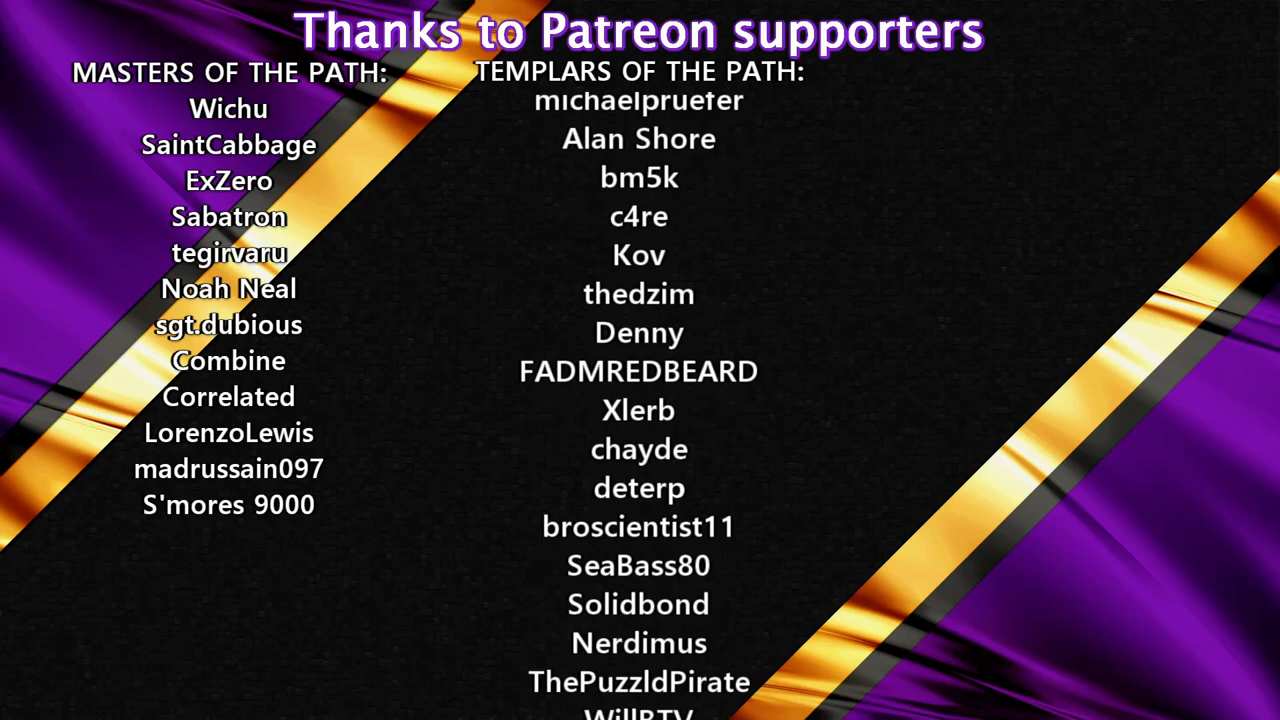 Thanks to Patreon supporters
MASTERS OF THE PATH:
Wichu
SaintCabbage
ExZero
Sabatron
tegirvaru
Noah Neal
sgt.dubious
Combine
Correlated
LorenzoLewis
madrussain097
S'mores 9000
TEMPLARS OF THE PATH:
michaelpruefer
Alan Shore
bm5k
c4re
Kov
thedzim
Denny
FADMREDBEARD
Xlerb
chayde
deterp
broscientist11
SeaBass80
Solidbond
Nerdimus
ThePuzzldPirate